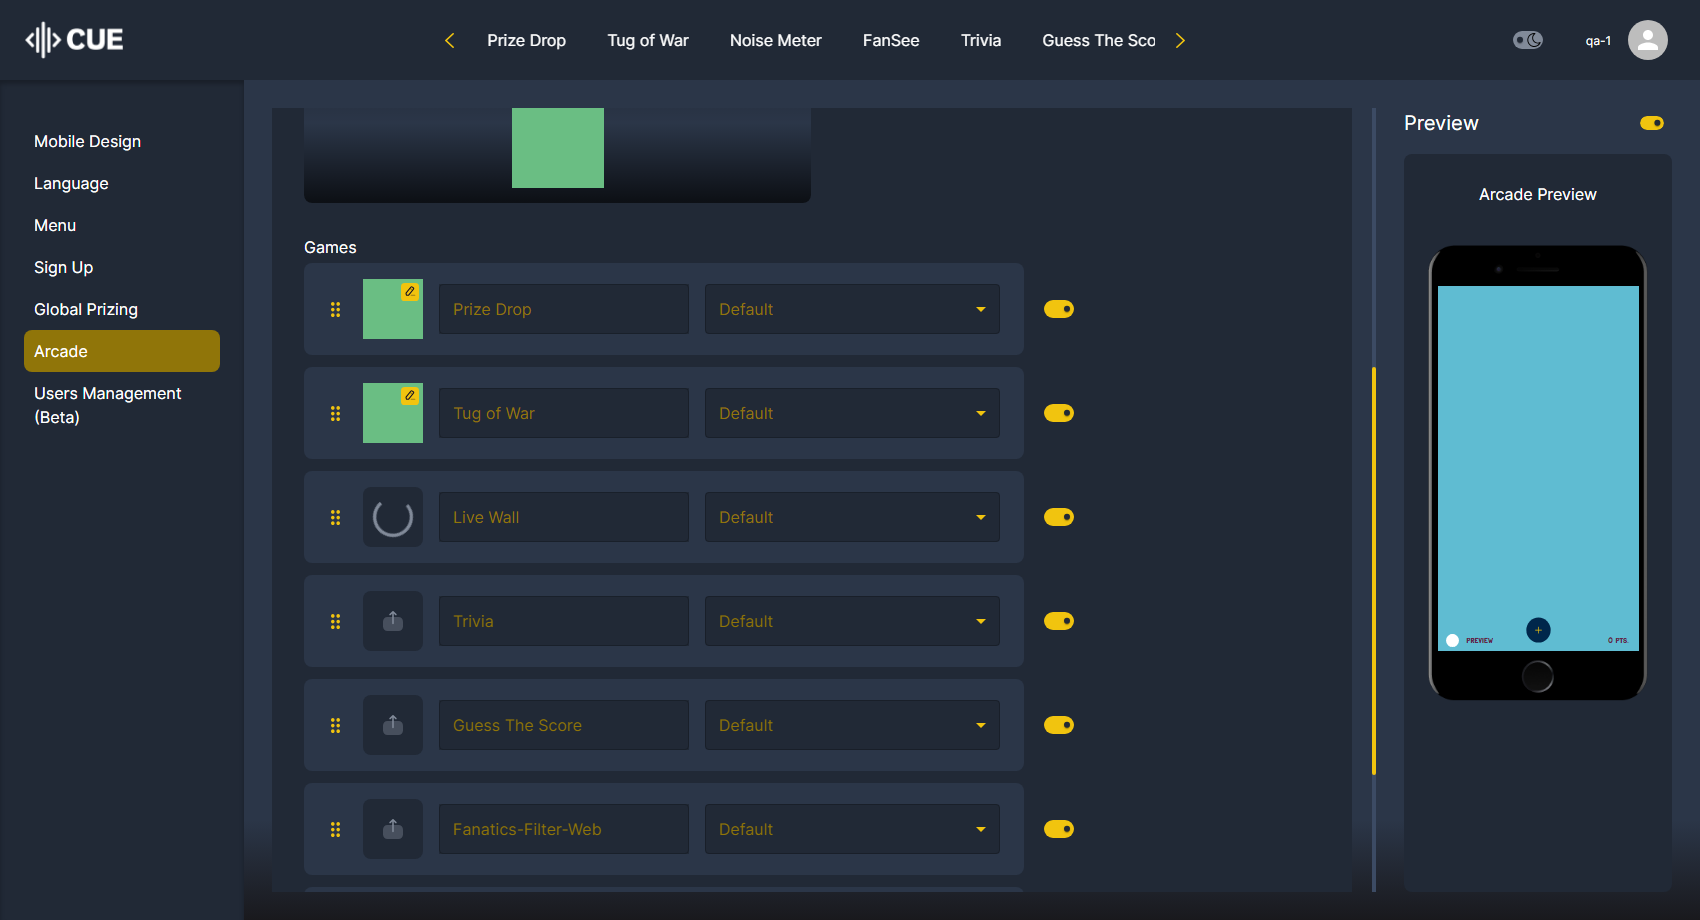 CUE
Prize Drop
Tug of War
Noise Meter
FanSee
Trivia
Guess The Sco
qa-1
Mobile Design
Language
Menu
Sign Up
Global Prizing
Arcade
Users Management
(Beta)
Games
Prize Drop
Default
Tug of War
Default
Live Wall
Default
Trivia
Default
Guess The Score
Default
Fanatics-Filter-Web
Default
Preview
Arcade Preview
PREVIEW
0 PTS.